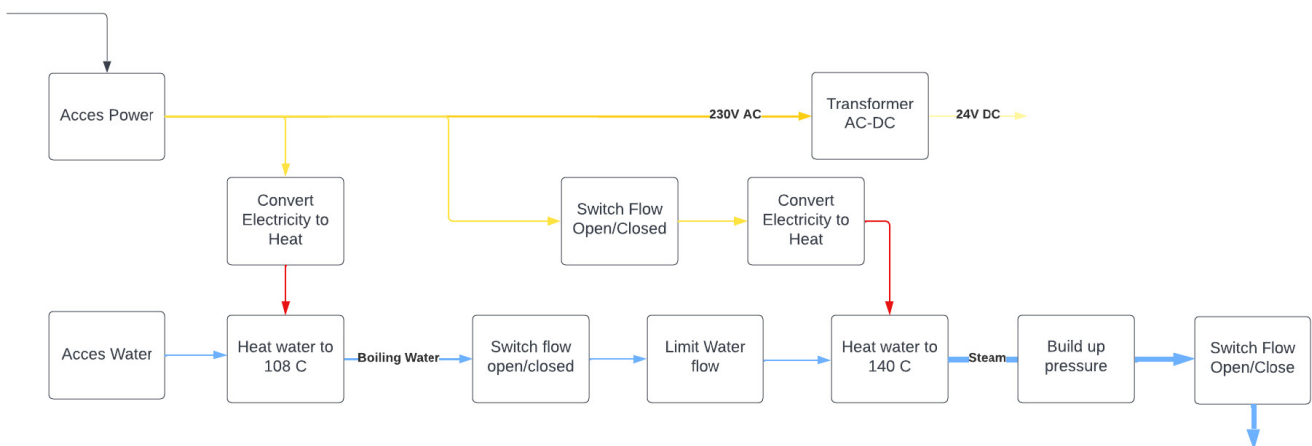 Acces Power
230V AC
Transformer
AC-DC
24V DC
Convert
Electricity to
Heat
Switch Flow
Open/Closed
Convert
Electricity to
Heat
Acces Water
Heat water to
108 C
Boiling Water
Switch flow
open/closed
Limit Water
flow
Heat water to
140 C
Steam
Build up
pressure
Switch Flow
Open/Close